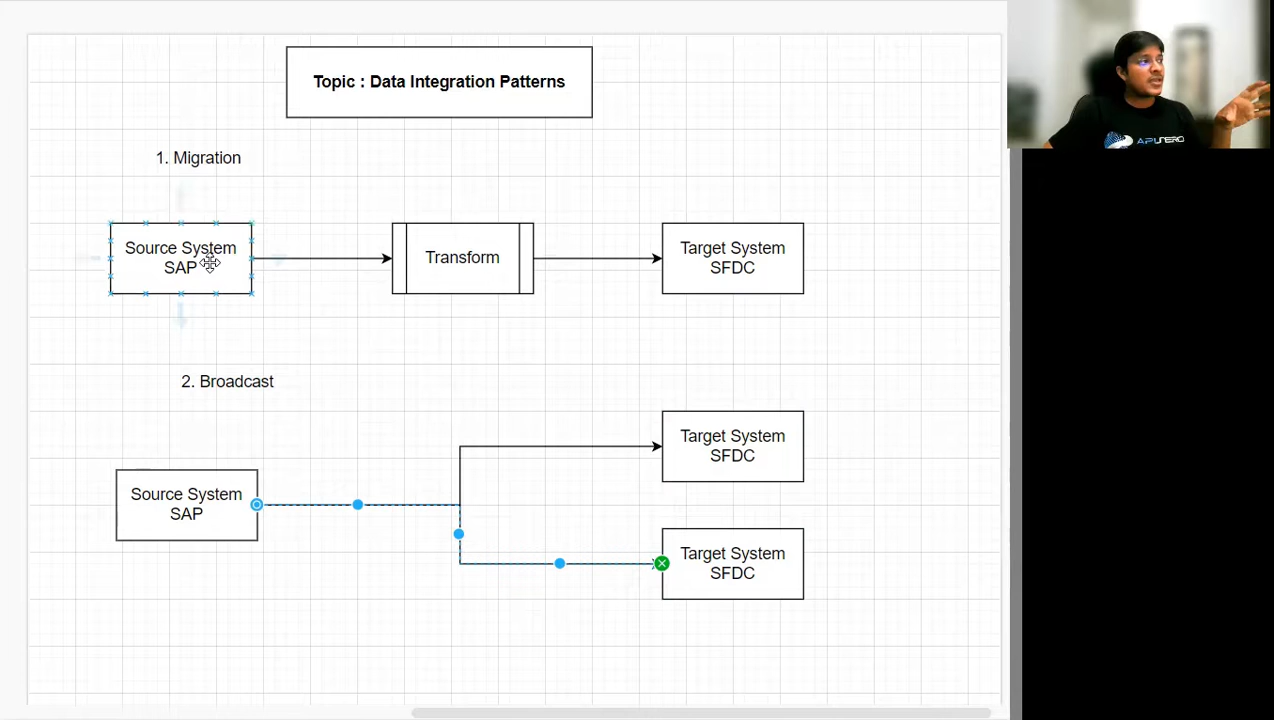 Topic : Data Integration Patterns
1. Migration
Source System
SAP
Transform
Target System
SFDC
2. Broadcast
Target System
SFDC
Source System
SAP
Target System
SFDC